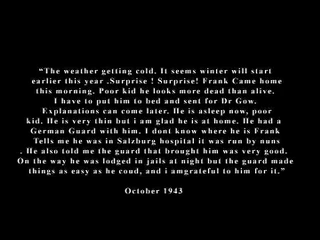 “The weather getting cold. It seems winter will start
earlier this year .Surprise ! Surprise! Frank Came home
this morning. Poor kid he looks more dead than alive.
I have to put him to bed and sent for Dr Gow.
Explanations can come later. He is asleep now, poor
kid. He is very thin but i am glad he is at home. He had a
German Guard with him. I dont know where he is Frank
Tells me he was in Salzburg hospital it was run by nuns
. He also told me the guard that brought him was very good.
On the way he was lodged in jails at night but the guard made
things as easy as he coud, and i amgrateful to him for it.”
October 1943